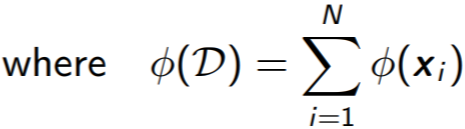 where ϕ(𝒟) = ∑_{i=1}^{N} ϕ(𝒙_i)